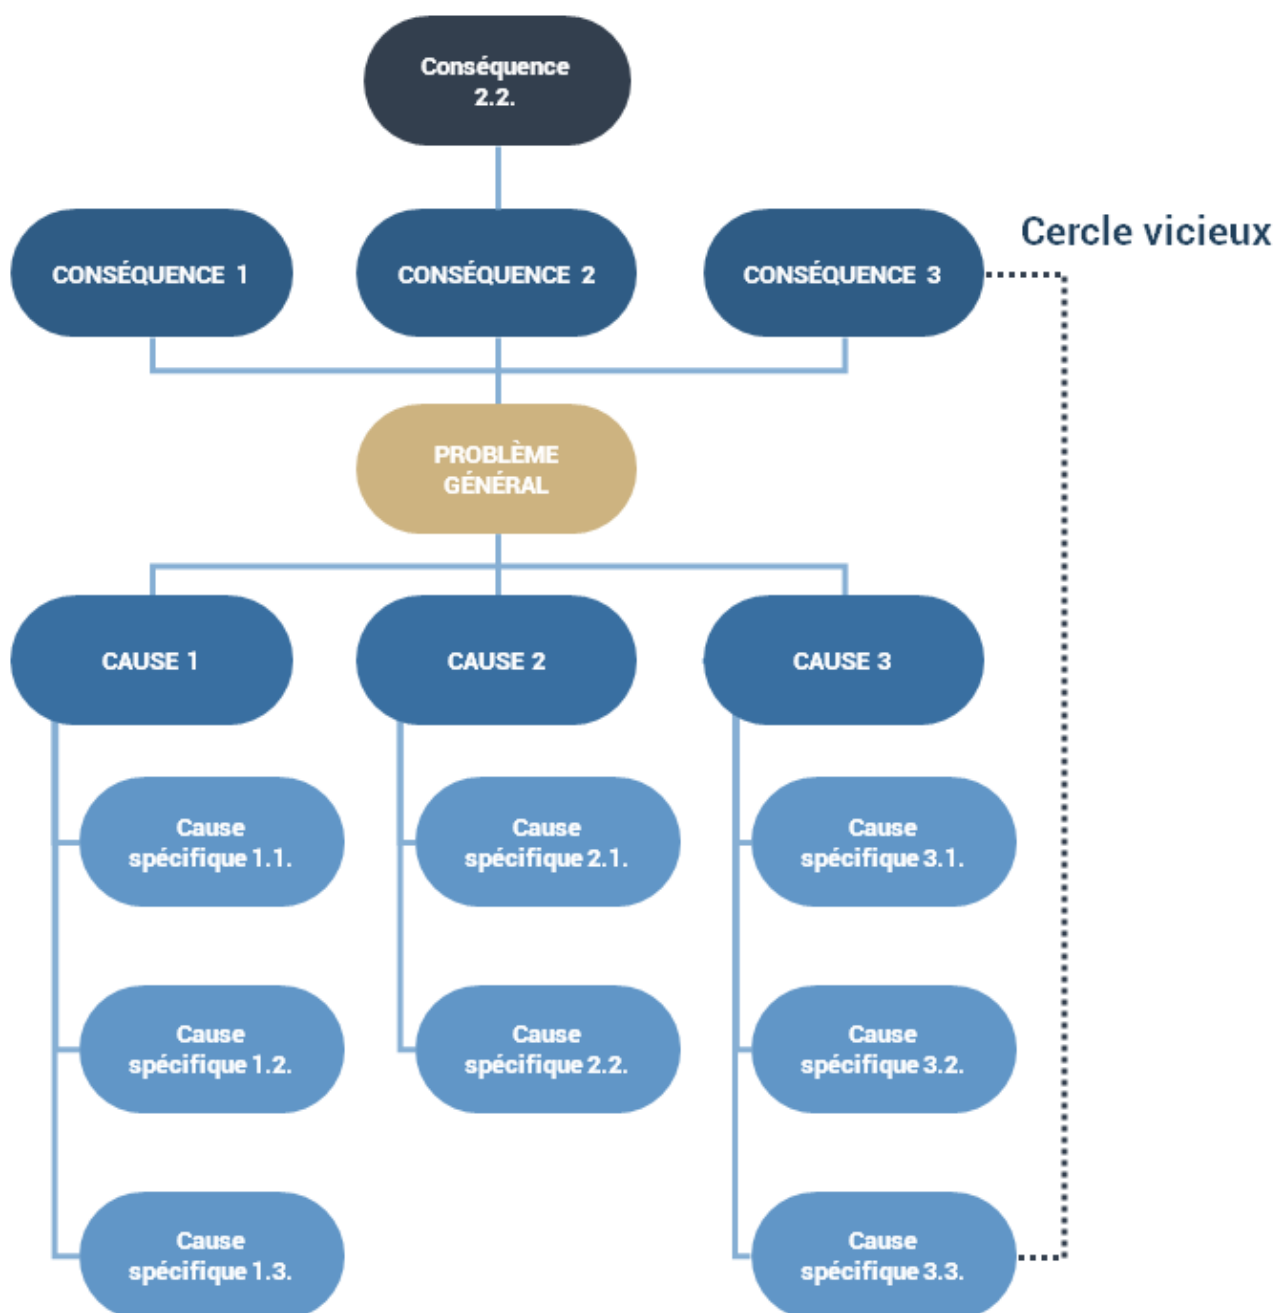 Conséquence
2.2.
CONSÉQUENCE 1
CONSÉQUENCE 2
CONSÉQUENCE 3
Cercle vicieux
PROBLÈME
GÉNÉRAL
CAUSE 1
CAUSE 2
CAUSE 3
Cause
spécifique 1.1.
Cause
spécifique 2.1.
Cause
spécifique 3.1.
Cause
spécifique 1.2.
Cause
spécifique 2.2.
Cause
spécifique 3.2.
Cause
spécifique 1.3.
Cause
spécifique 3.3.